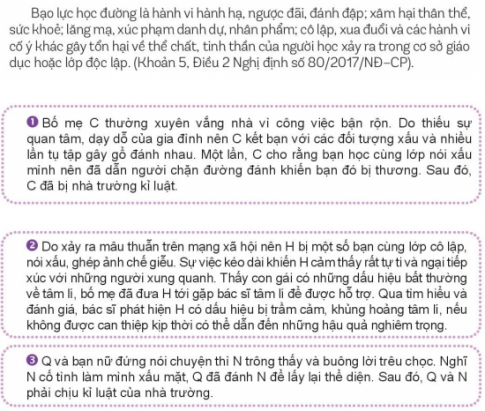 Bạo lực học đường là hành vi hành hạ, ngược đãi, đánh đập; xâm hại thân thể,
sức khoẻ; lăng mạ, xúc phạm danh dự, nhân phẩm; cô lập, xua đuổi và các hành vi
cố ý khác gây tổn hại về thể chất, tinh thần của người học xảy ra trong cơ sở giáo
dục hoặc lớp độc lập. (Khoản 5, Điều 2 Nghị định số 80/2017/NĐ–CP).
1 Bố mẹ C thường xuyên vắng nhà vì công việc bận rộn. Do thiếu sự
quan tâm, dạy dỗ của gia đình nên C kết bạn với các đối tượng xấu và nhiều
lần tụ tập gây gổ đánh nhau. Một lần, C cho rằng bạn học cùng lớp nói xấu
mình nên đã dẫn người chặn đường đánh khiến bạn đó bị thương. Sau đó,
C đã bị nhà trường kỉ luật.
2 Do xảy ra mâu thuẫn trên mạng xã hội nên H bị một số bạn cùng lớp cô lập,
nói xấu, ghép ảnh chế giễu. Sự việc kéo dài khiến H cảm thấy rất tự ti và ngại tiếp
xúc với những người xung quanh. Thấy con gái có những dấu hiệu bất thường
về tâm lí, bố mẹ đã đưa H tới gặp bác sĩ tâm lí để được hỗ trợ. Qua tìm hiểu và
đánh giá, bác sĩ phát hiện H có dấu hiệu bị trầm cảm, khủng hoảng tâm lí, nếu
không được can thiệp kịp thời có thể dẫn đến những hậu quả nghiêm trọng.
3 Q và bạn nữ đứng nói chuyện thì N trông thấy và buông lời trêu chọc. Nghĩ
N cố tình làm mình xấu mặt, Q đã đánh N để lấy lại thể diện. Sau đó, Q và N
phải chịu kỉ luật của nhà trường.